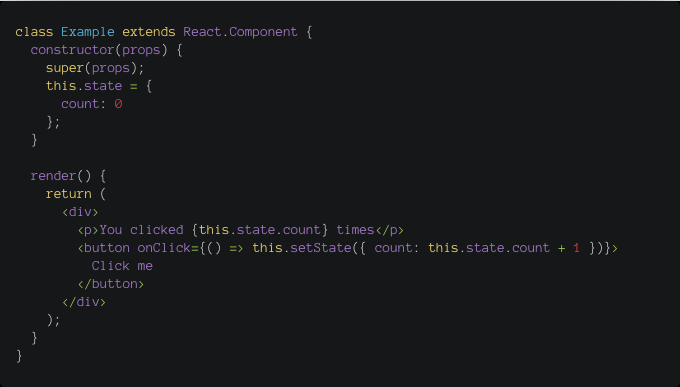 class Example extends React.Component {
  constructor(props) {
    super(props);
    this.state = {
      count: 0
    };
  }

  render() {
    return (
      <div>
        <p>You clicked {this.state.count} times</p>
        <button onClick={() => this.setState({ count: this.state.count + 1 })}>
          Click me
        </button>
      </div>
    );
  }
}